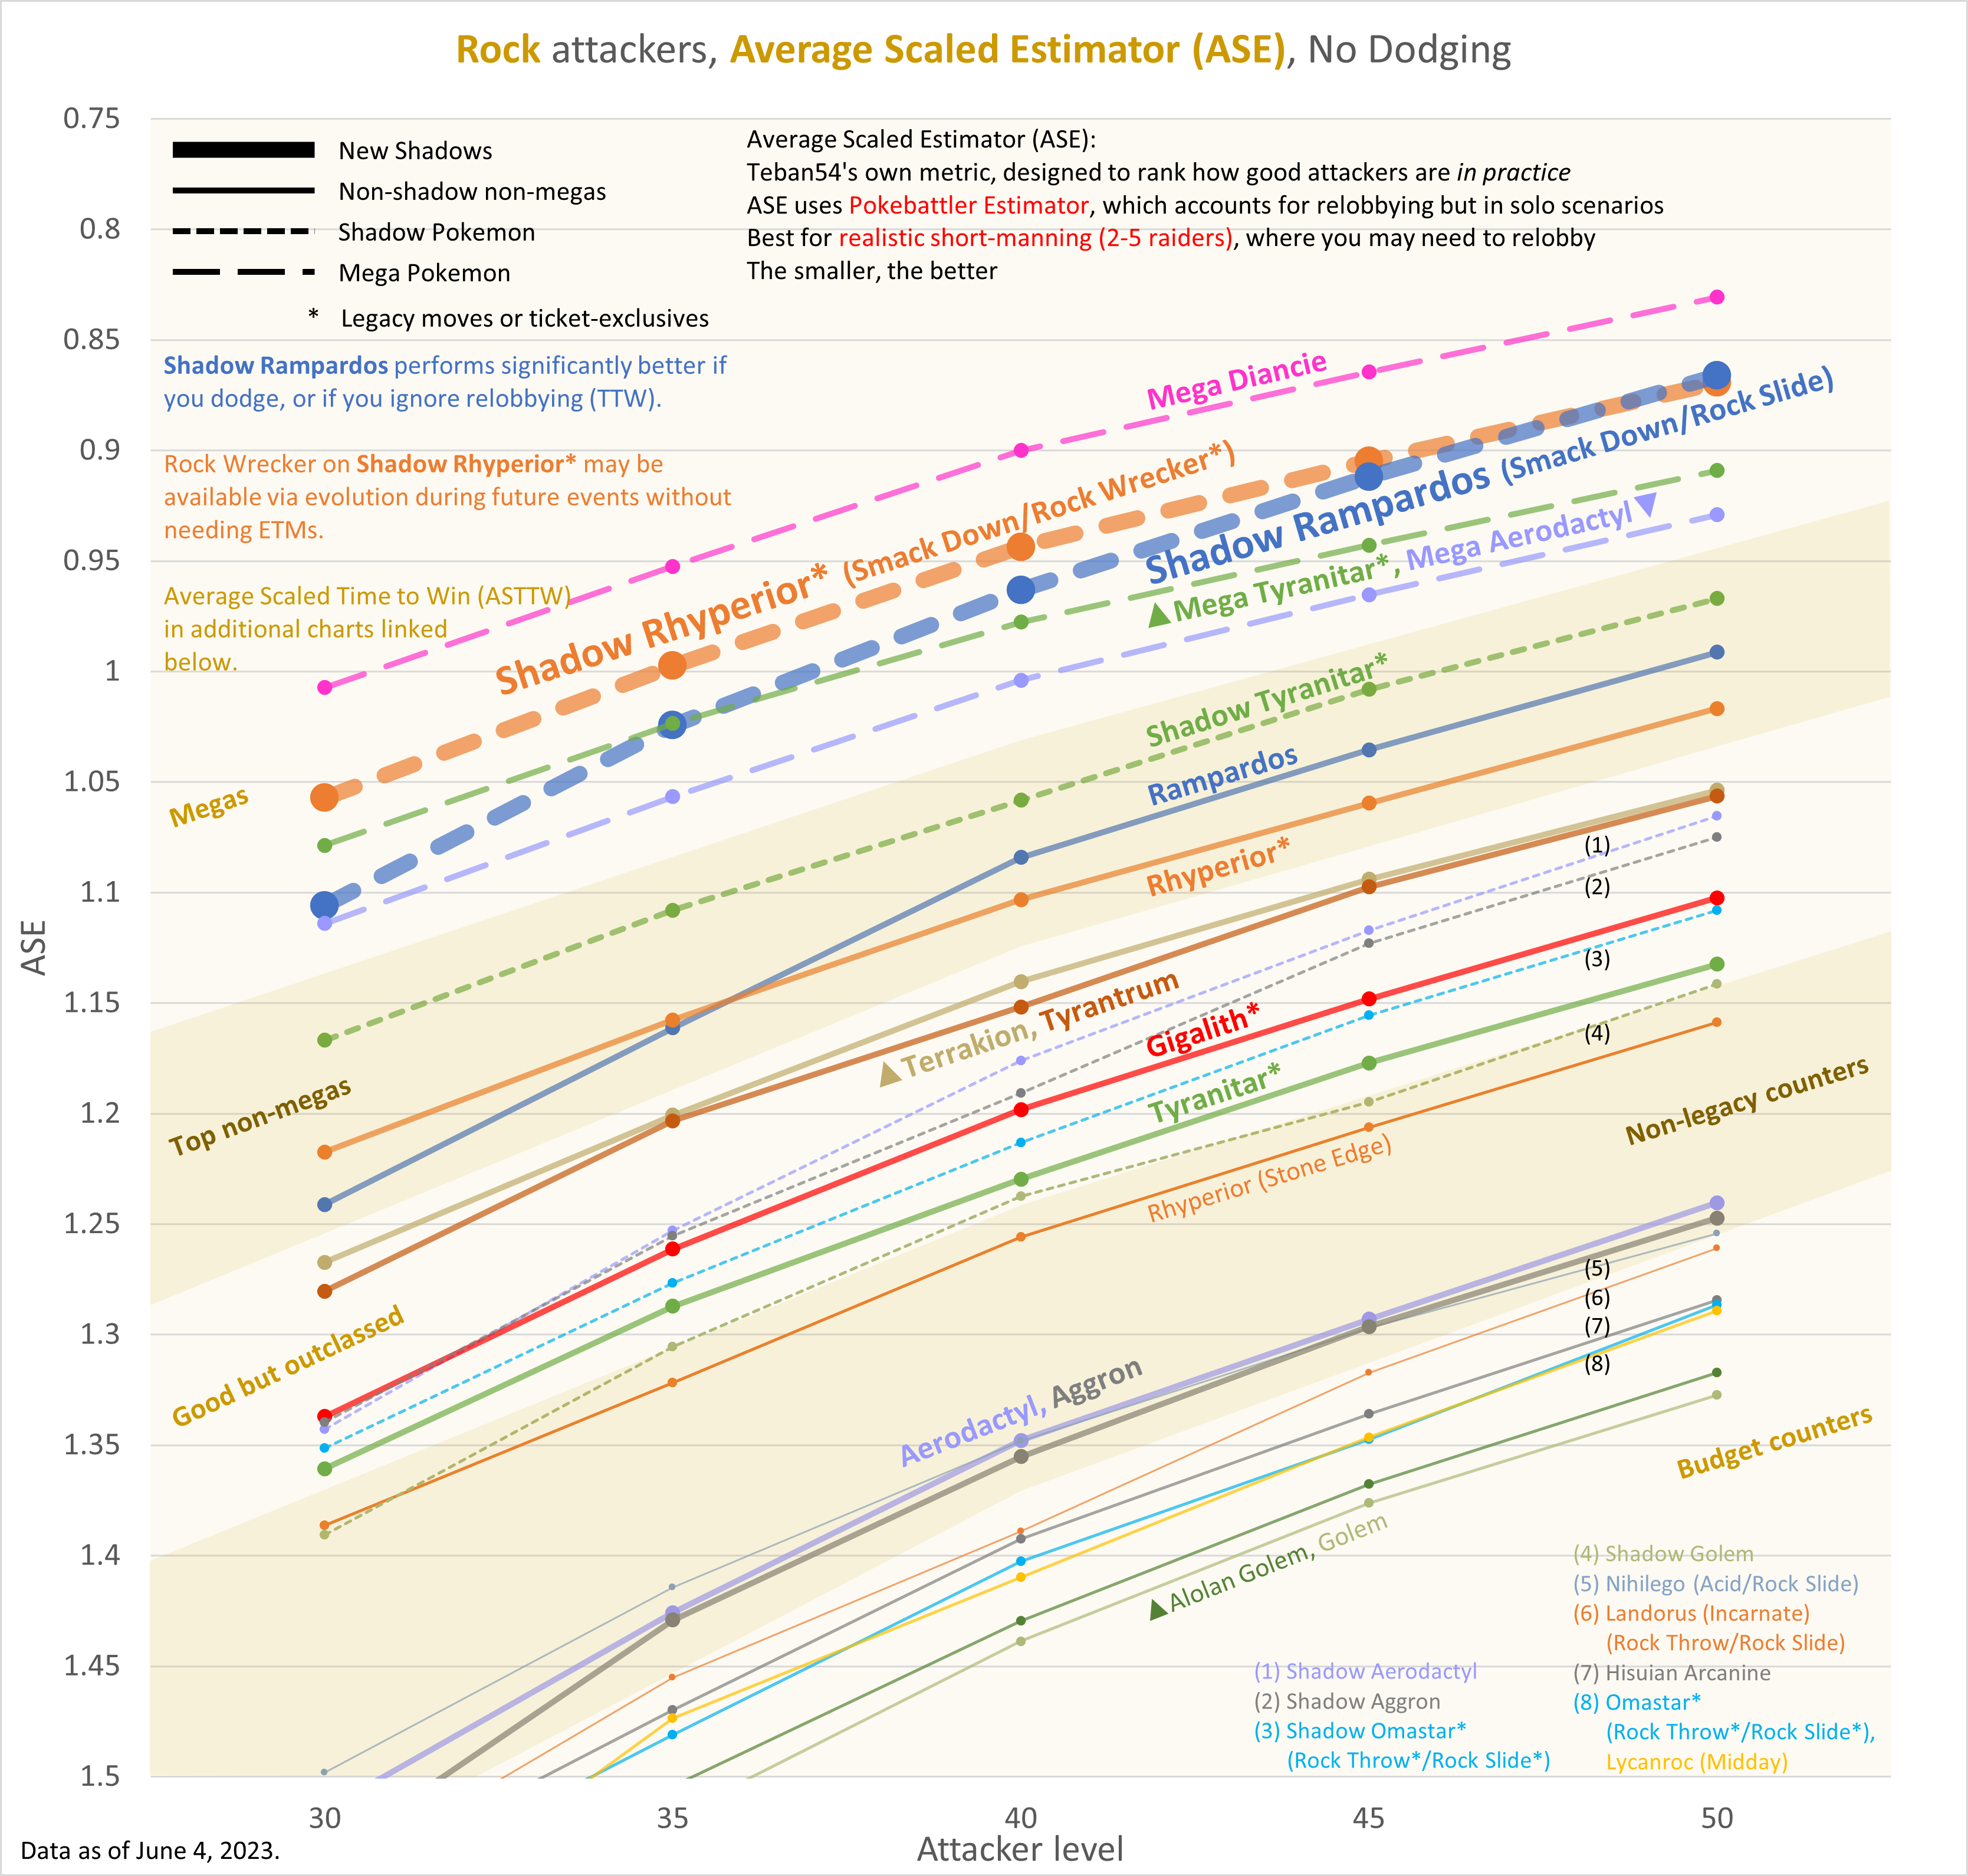 Rock attackers, Average Scaled Estimator (ASE), No Dodging
0.75
0.8
0.85
0.9
0.95
1
1.05
1.1
1.15
1.2
1.25
1.3
1.35
1.4
1.45
1.5
ASE
New Shadows
Non-shadow non-megas
Shadow Pokemon
Mega Pokemon
* Legacy moves or ticket-exclusives
Average Scaled Estimator (ASE):
Teban54's own metric, designed to rank how good attackers are in practice
ASE uses Pokebattler Estimator, which accounts for relobbying but in solo scenarios
Best for realistic short-manning (2-5 raiders), where you may need to relobby
The smaller, the better
Shadow Rampardos performs significantly better if
you dodge, or if you ignore relobbying (TTW).
Rock Wrecker on Shadow Rhyperior* may be
available via evolution during future events without
needing ETMs.
Average Scaled Time to Win (ASTTW)
in additional charts linked
below.
Mega Diancie
Shadow Rhyperior* (Smack Down/Rock Wrecker*)
Shadow Rampardos (Smack Down/Rock Slide)
▲Mega Tyranitar*, Mega Aerodactyl▼
Shadow Tyranitar*
Rampardos
Rhyperior*
▲Terrakion, Tyrantrum
Gigalith*
Tyranitar*
Rhyperior (Stone Edge)
Aerodactyl, Aggron
▲Alolan Golem, Golem
Megas
Top non-megas
Good but outclassed
Non-legacy counters
Budget counters
(1)
(2)
(3)
(4)
(5)
(6)
(7)
(8)
(1) Shadow Aerodactyl
(2) Shadow Aggron
(3) Shadow Omastar*
(Rock Throw*/Rock Slide*)
(4) Shadow Golem
(5) Nihilego (Acid/Rock Slide)
(6) Landorus (Incarnate)
(Rock Throw/Rock Slide)
(7) Hisuian Arcanine
(8) Omastar*
(Rock Throw*/Rock Slide*),
Lycanroc (Midday)
30
35
40
45
50
Attacker level
Data as of June 4, 2023.